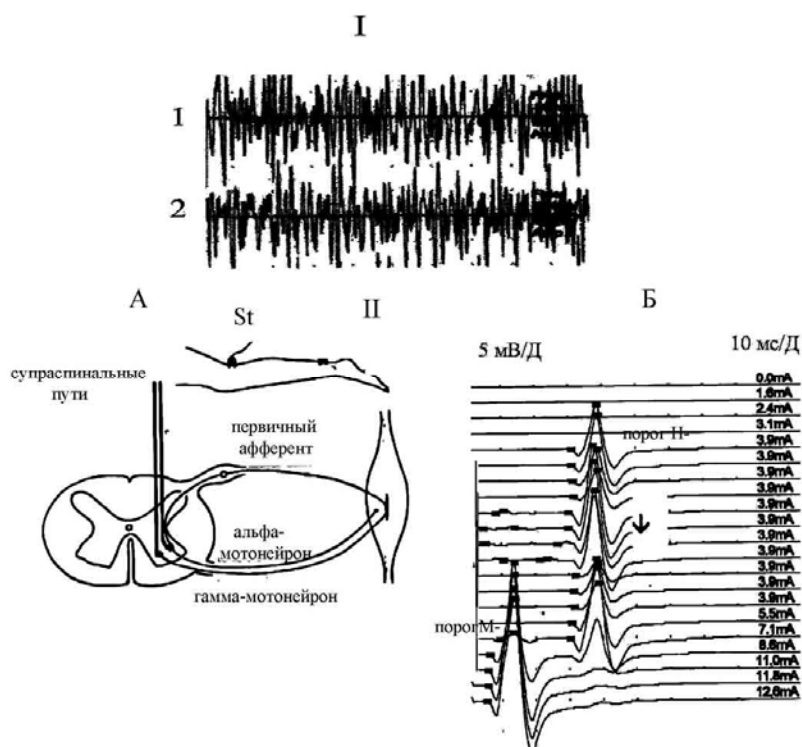 I
1
2
А
II
Б
St
5 мВ/Д
10 мс/Д
супраспинальные
пути
первичный
афферент
альфа-
мотонейрон
гамма-мотонейрон
порог Н-
порог М-
0.0mA
1.6mA
2.4mA
3.1mA
3.9mA
3.9mA
3.9mA
3.9mA
3.9mA
3.9mA
3.9mA
3.9mA
3.9mA
3.9mA
3.9mA
5.5mA
7.1mA
8.6mA
11.0mA
11.8mA
12.6mA